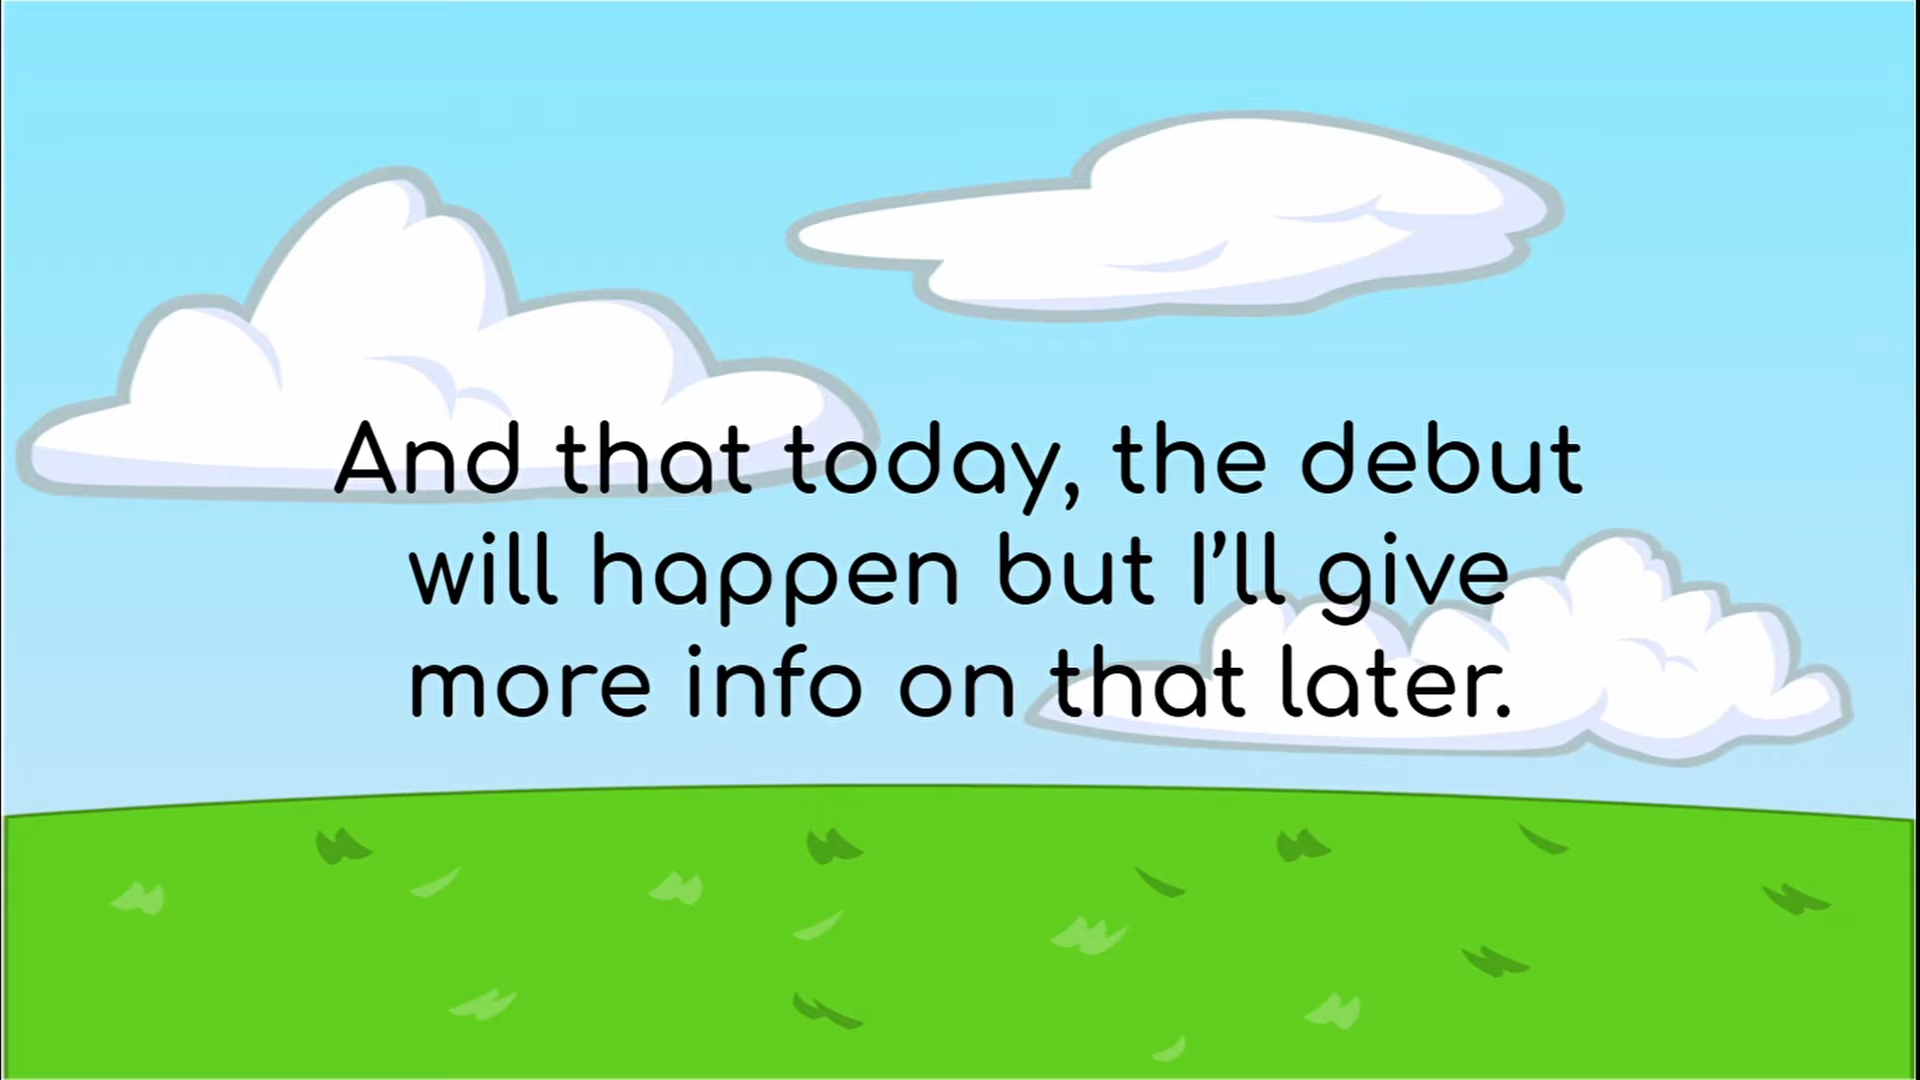 And that today, the debut
will happen but I’ll give
more info on that later.